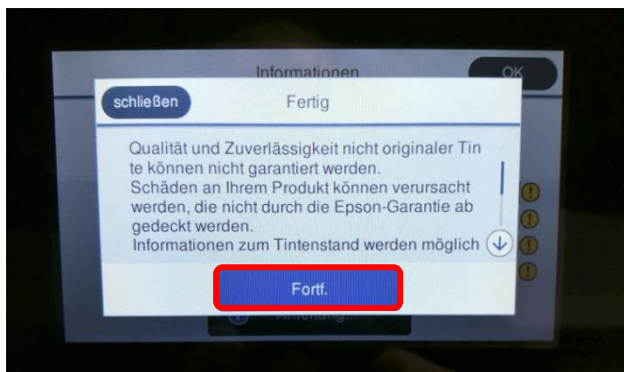 Informationen
OK
schließen
Fertig
Qualität und Zuverlässigkeit nicht originaler Tin
te können nicht garantiert werden.
Schäden an Ihrem Produkt können verursacht
werden, die nicht durch die Epson-Garantie ab
gedeckt werden.
Informationen zum Tintenstand werden möglich
Fortf.
Anleitung...